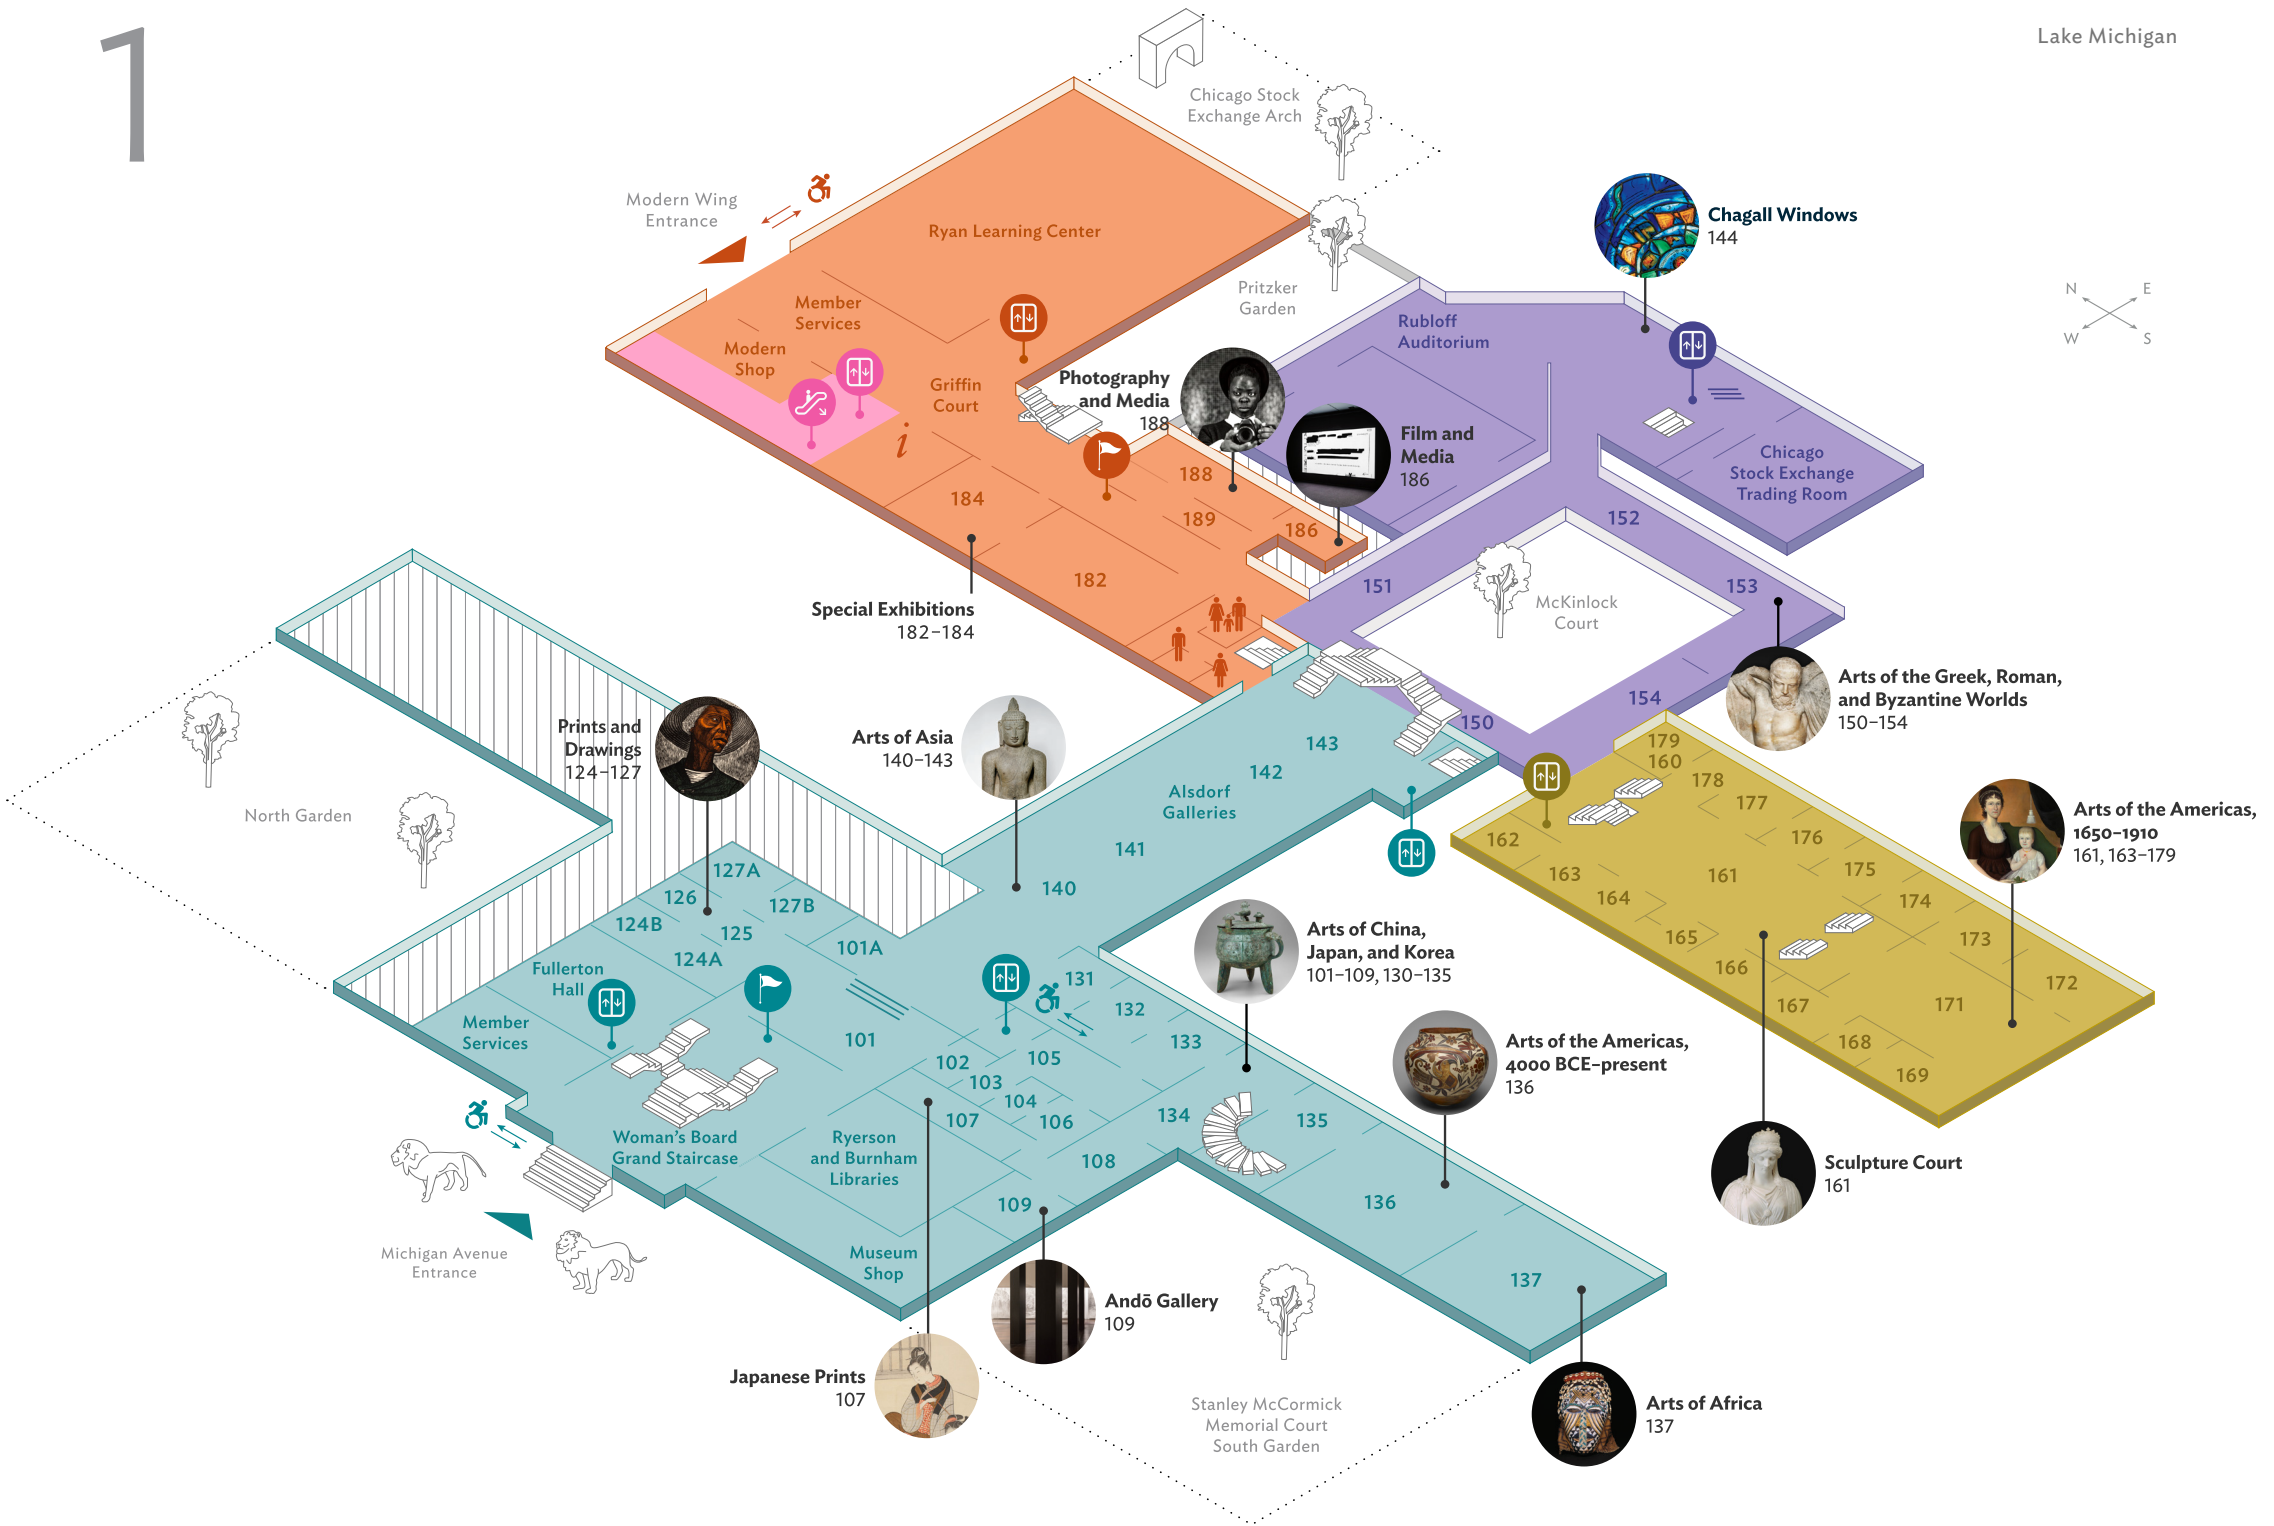 1
Lake Michigan
Chicago Stock
Exchange Arch
Modern Wing
Entrance
Ryan Learning Center
Chagall Windows
144
N
E
W
S
Pritzker
Garden
Member
Services
Modern
Shop
Griffin
Court
i
Rubloff
Auditorium
Photography
and Media
188
Film and
Media
186
Chicago
Stock Exchange
Trading Room
188
189
186
184
182
Special Exhibitions
182–184
152
151
153
McKinlock
Court
154
150
Arts of the Greek, Roman,
and Byzantine Worlds
150–154
Prints and
Drawings
124–127
Arts of Asia
140–143
143
142
Alsdorf
Galleries
141
140
North Garden
179
160
178
177
176
175
174
173
172
171
162
163
164
161
165
166
167
168
169
Arts of the Americas,
1650–1910
161, 163–179
127A
126
127B
124B
125
124A
101A
Fullerton
Hall
Member
Services
101
Arts of China,
Japan, and Korea
101–109, 130–135
131
132
133
102
105
103
104
106
107
134
135
108
109
136
137
Arts of the Americas,
4000 BCE–present
136
Sculpture Court
161
Woman's Board
Grand Staircase
Ryerson
and Burnham
Libraries
Museum
Shop
Michigan Avenue
Entrance
Andō Gallery
109
Japanese Prints
107
Stanley McCormick
Memorial Court
South Garden
Arts of Africa
137